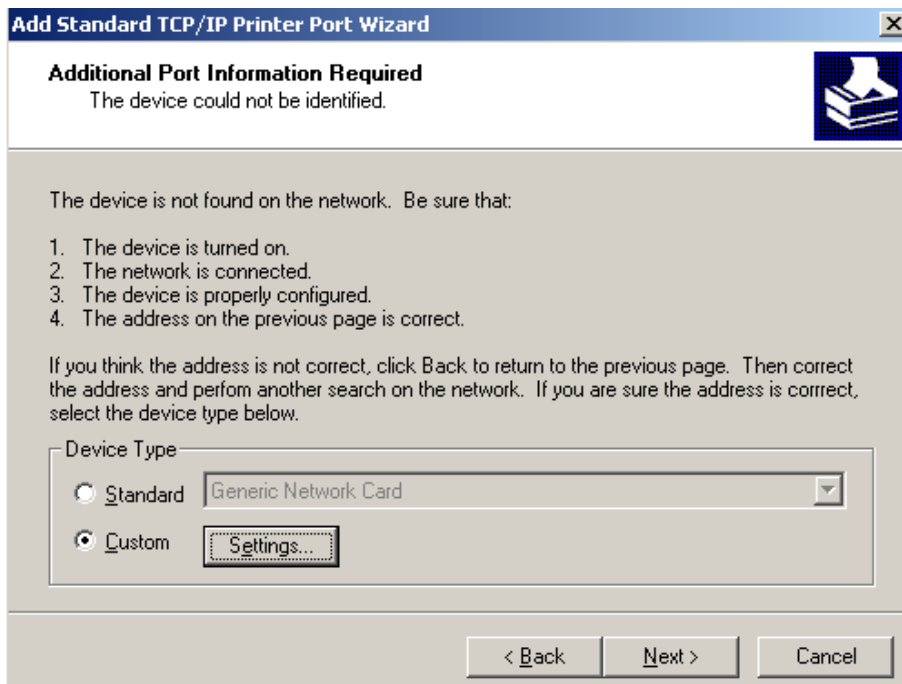 Add Standard TCP/IP Printer Port Wizard
Additional Port Information Required
The device could not be identified.
The device is not found on the network. Be sure that:
1. The device is turned on.
2. The network is connected.
3. The device is properly configured.
4. The address on the previous page is correct.
If you think the address is not correct, click Back to return to the previous page. Then correct
the address and perfom another search on the network. If you are sure the address is corrrect,
select the device type below.
Device Type
Standard Generic Network Card
Custom Settings...
< Back Next > Cancel